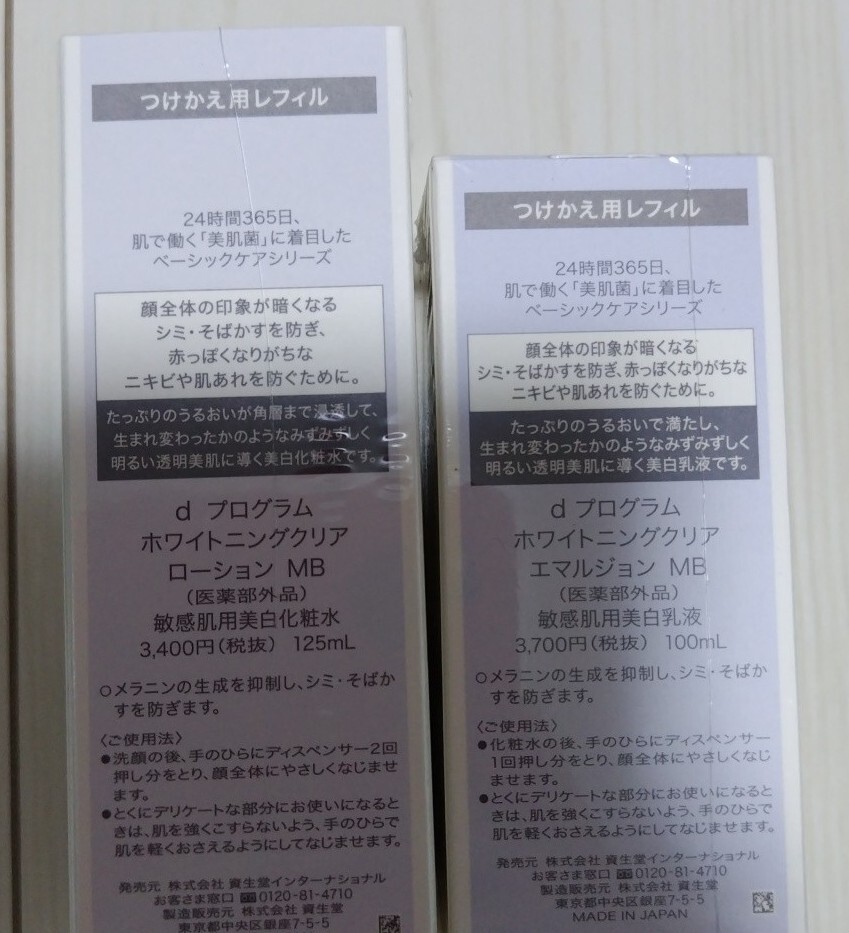 つけかえ用レフィル
24時間365日、
肌で働く「美肌菌」に着目した
ベーシックケアシリーズ
顔全体の印象が暗くなる
シミ・そばかすを防ぎ、
赤っぽくなりがちな
ニキビや肌あれを防ぐために。
たっぷりのうるおいが角層まで浸透して、
生まれ変わったかのようなみずみずしく
明るい透明美肌に導く美白化粧水です。
d プログラム
ホワイトニングクリア
ローション MB
（医薬部外品）
敏感肌用美白化粧水
3,400円（税抜） 125mL
○メラニンの生成を抑制し、シミ・そばか
すを防ぎます。
〈ご使用法〉
●洗顔の後、手のひらにディスペンサー2回
押し分をとり、顔全体にやさしくなじませ
ます。
●とくにデリケートな部分にお使いになると
きは、肌を強くこすらないよう、手のひらで
肌を軽くおさえるようにしてなじませます。
発売元 株式会社 資生堂インターナショナル
お客さま窓口 0120-81-4710
製造販売元 株式会社 資生堂
東京都中央区銀座7-5-5
つけかえ用レフィル
24時間365日、
肌で働く「美肌菌」に着目した
ベーシックケアシリーズ
顔全体の印象が暗くなる
シミ・そばかすを防ぎ、赤っぽくなりがちな
ニキビや肌あれを防ぐために。
たっぷりのうるおいで満たし、
生まれ変わったかのようなみずみずしく
明るい透明美肌に導く美白乳液です。
d プログラム
ホワイトニングクリア
エマルジョン MB
（医薬部外品）
敏感肌用美白乳液
3,700円（税抜） 100mL
○メラニンの生成を抑制し、シミ・そばか
すを防ぎます。
〈ご使用法〉
●化粧水の後、手のひらにディスペンサー
1回押し分をとり、顔全体にやさしくなじ
ませます。
●とくにデリケートな部分にお使いになると
きは、肌を強くこすらないよう、手のひらで
肌を軽くおさえるようにしてなじませます。
発売元 株式会社 資生堂インターナショナル
お客さま窓口 0120-81-4710
製造販売元 株式会社 資生堂
東京都中央区銀座7-5-5
MADE IN JAPAN